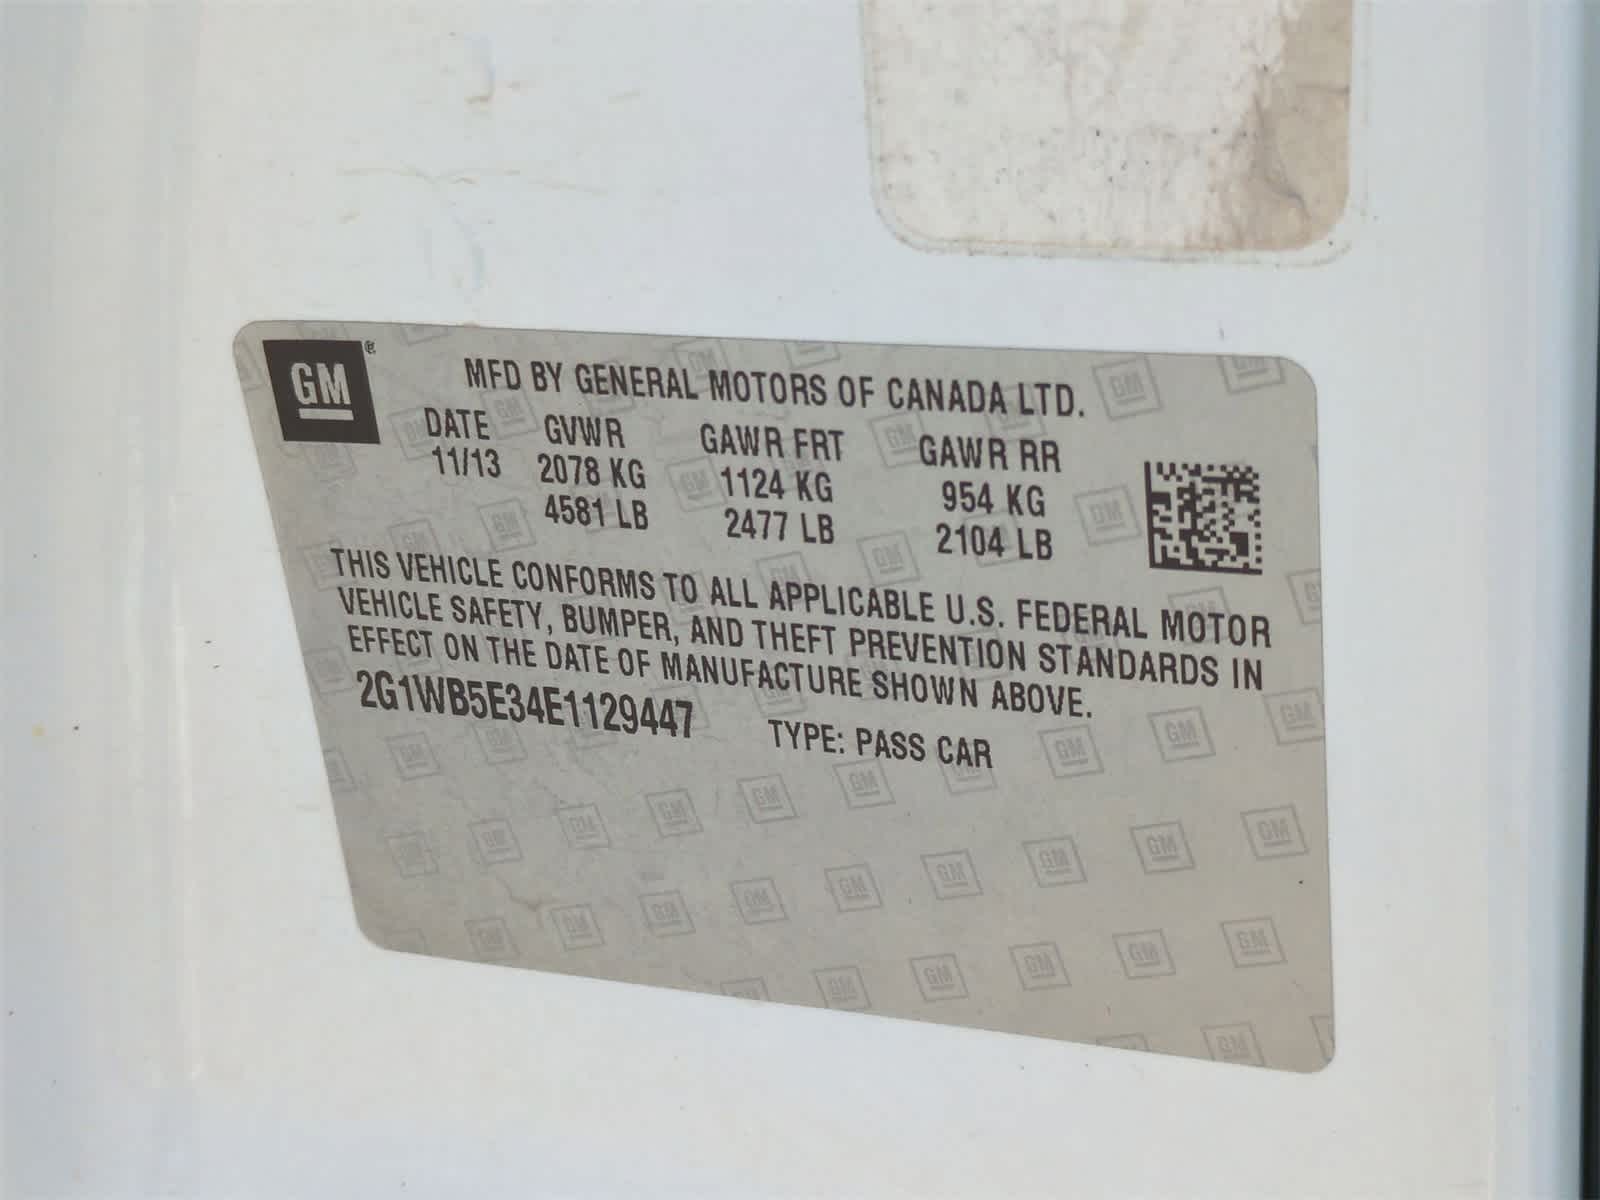 GM ®
MFD BY GENERAL MOTORS OF CANADA LTD.
DATE GVWR GAWR FRT GAWR RR
11/13 2078 KG 1124 KG 954 KG
4581 LB 2477 LB 2104 LB
THIS VEHICLE CONFORMS TO ALL APPLICABLE U.S. FEDERAL MOTOR
VEHICLE SAFETY, BUMPER, AND THEFT PREVENTION STANDARDS IN
EFFECT ON THE DATE OF MANUFACTURE SHOWN ABOVE.
2G1WB5E34E1129447 TYPE: PASS CAR